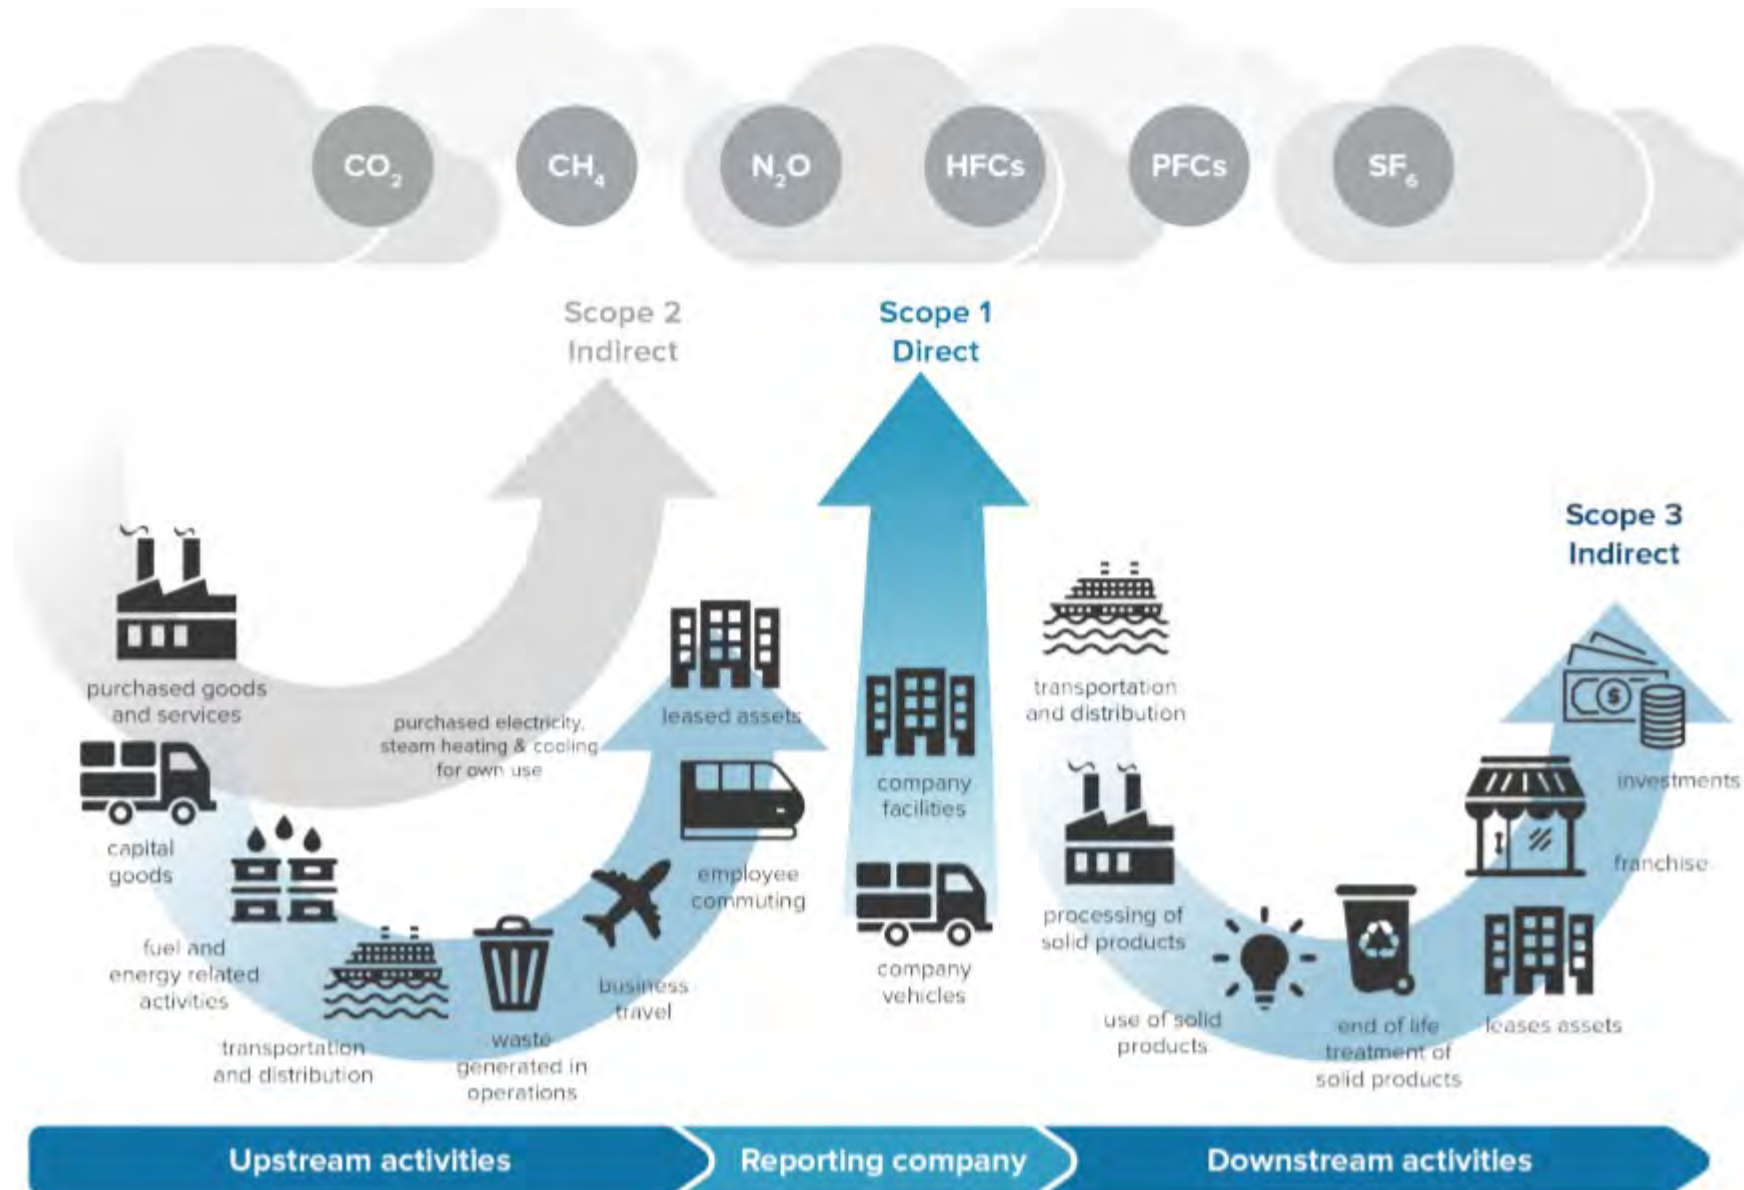 CO2
CH4
N2O
HFCs
PFCs
SF6
Scope 2
Indirect
Scope 1
Direct
Scope 3
Indirect
purchased goods
and services
capital
goods
fuel and
energy related
activities
transportation
and distribution
waste
generated in
operations
business
travel
employee
commuting
leased assets
purchased electricity,
steam heating & cooling
for own use
company
facilities
company
vehicles
transportation
and distribution
processing of
solid products
use of solid
products
end of life
treatment of
solid products
leases assets
franchise
investments
$
Upstream activities
Reporting company
Downstream activities